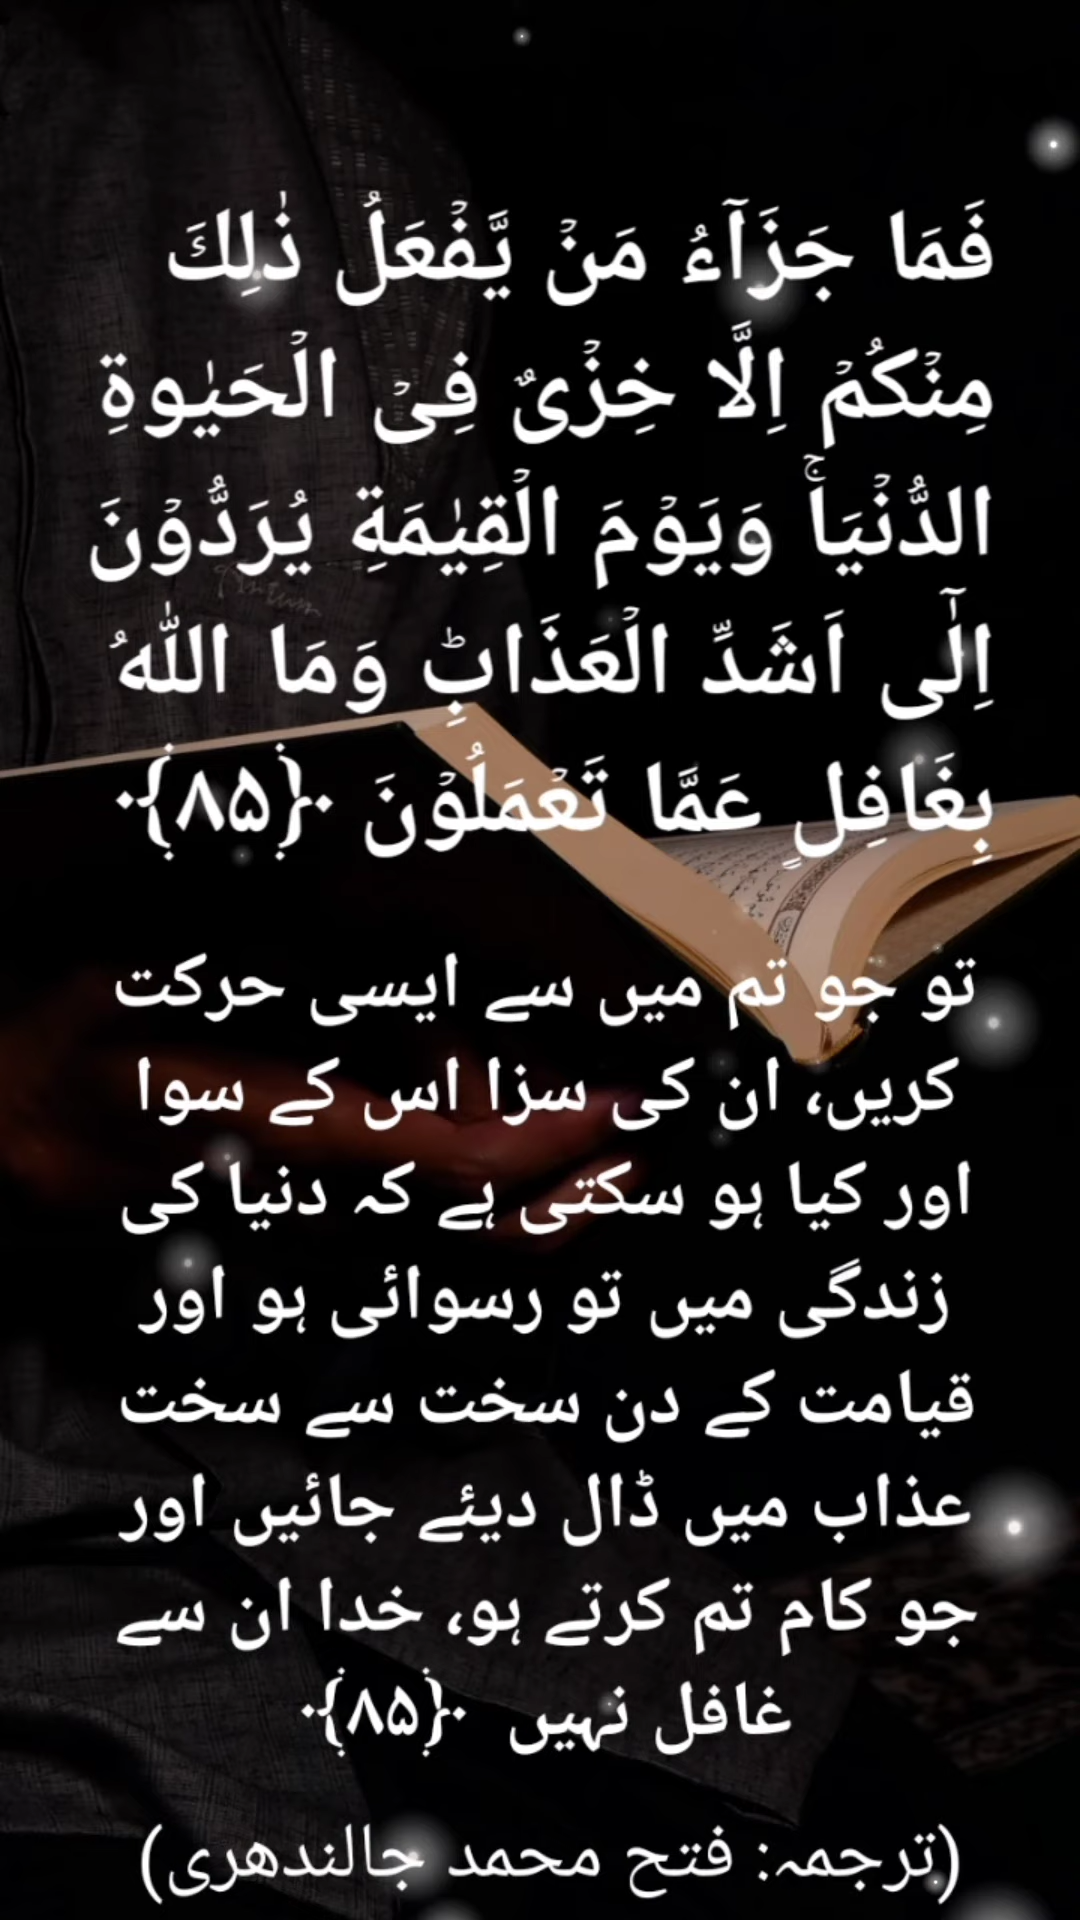 فَمَا جَزَآءُ مَنۡ يَّفۡعَلُ ذٰلِكَ
مِنۡکُمۡ اِلَّا خِزۡىٌ فِى الۡحَيٰوةِ
الدُّنۡيَا‌ۚ وَيَوۡمَ الۡقِيٰمَةِ يُرَدُّوۡنَ
اِلٰٓى اَشَدِّ الۡعَذَابِ‌ؕ وَمَا اللّٰهُ
بِغَافِلٍ عَمَّا تَعۡمَلُوۡنَ ﴿۸۵﴾
تو جو تم میں سے ایسی حرکت
کریں، ان کی سزا اس کے سوا
اور کیا ہو سکتی ہے کہ دنیا کی
زندگی میں تو رسوائی ہو اور
قیامت کے دن سخت سے سخت
عذاب میں ڈال دیئے جائیں اور
جو کام تم کرتے ہو، خدا ان سے
غافل نہیں ﴿۸۵﴾
(ترجمہ: فتح محمد جالندھری)